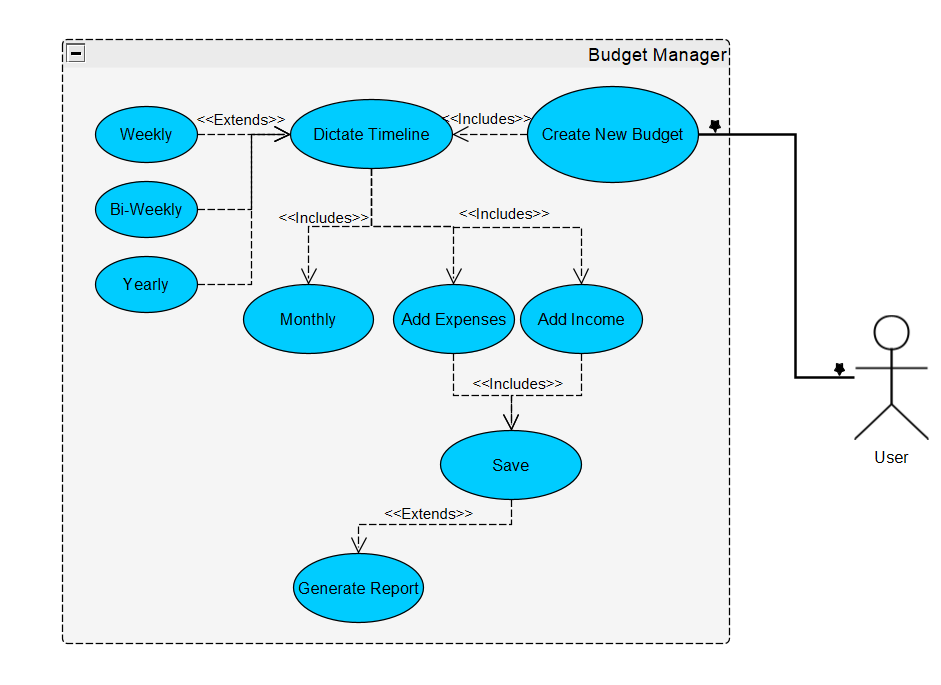 Budget Manager
Weekly
<<Extends>>
Dictate Timeline
<<Includes>>
Create New Budget
Bi-Weekly
<<Includes>>
<<Includes>>
Yearly
Monthly
Add Expenses
Add Income
<<Includes>>
User
Save
<<Extends>>
Generate Report